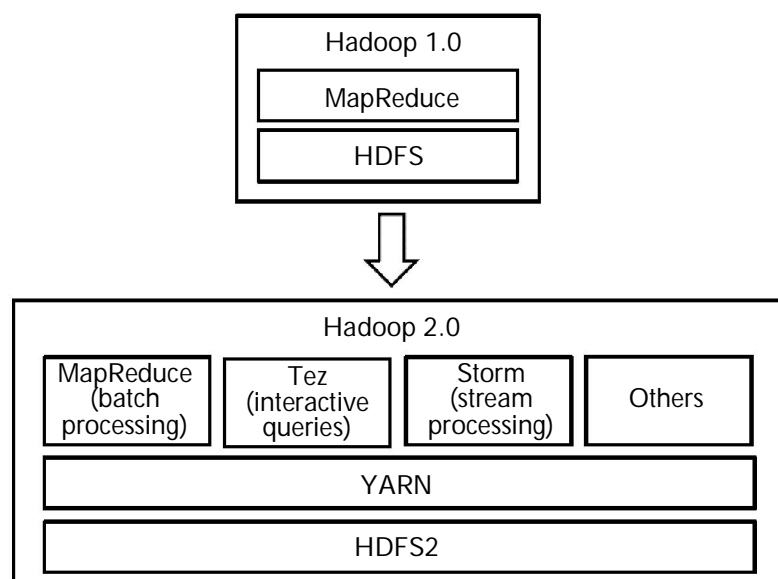 Hadoop 1.0
MapReduce
HDFS
Hadoop 2.0
MapReduce
(batch
processing)
Tez
(interactive
queries)
Storm
(stream
processing)
Others
YARN
HDFS2